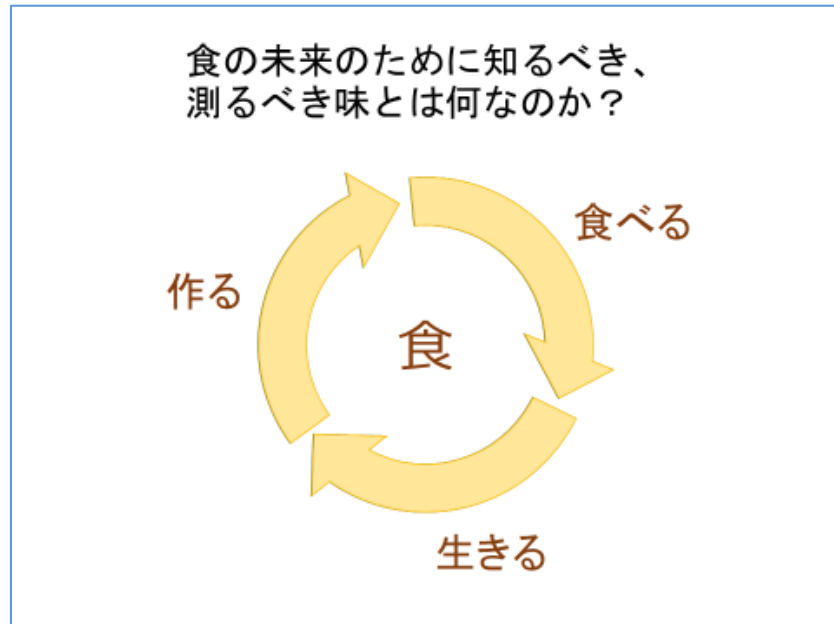 食の未来のために知るべき、
測るべき味とは何なのか？
食べる
作る
食
生きる